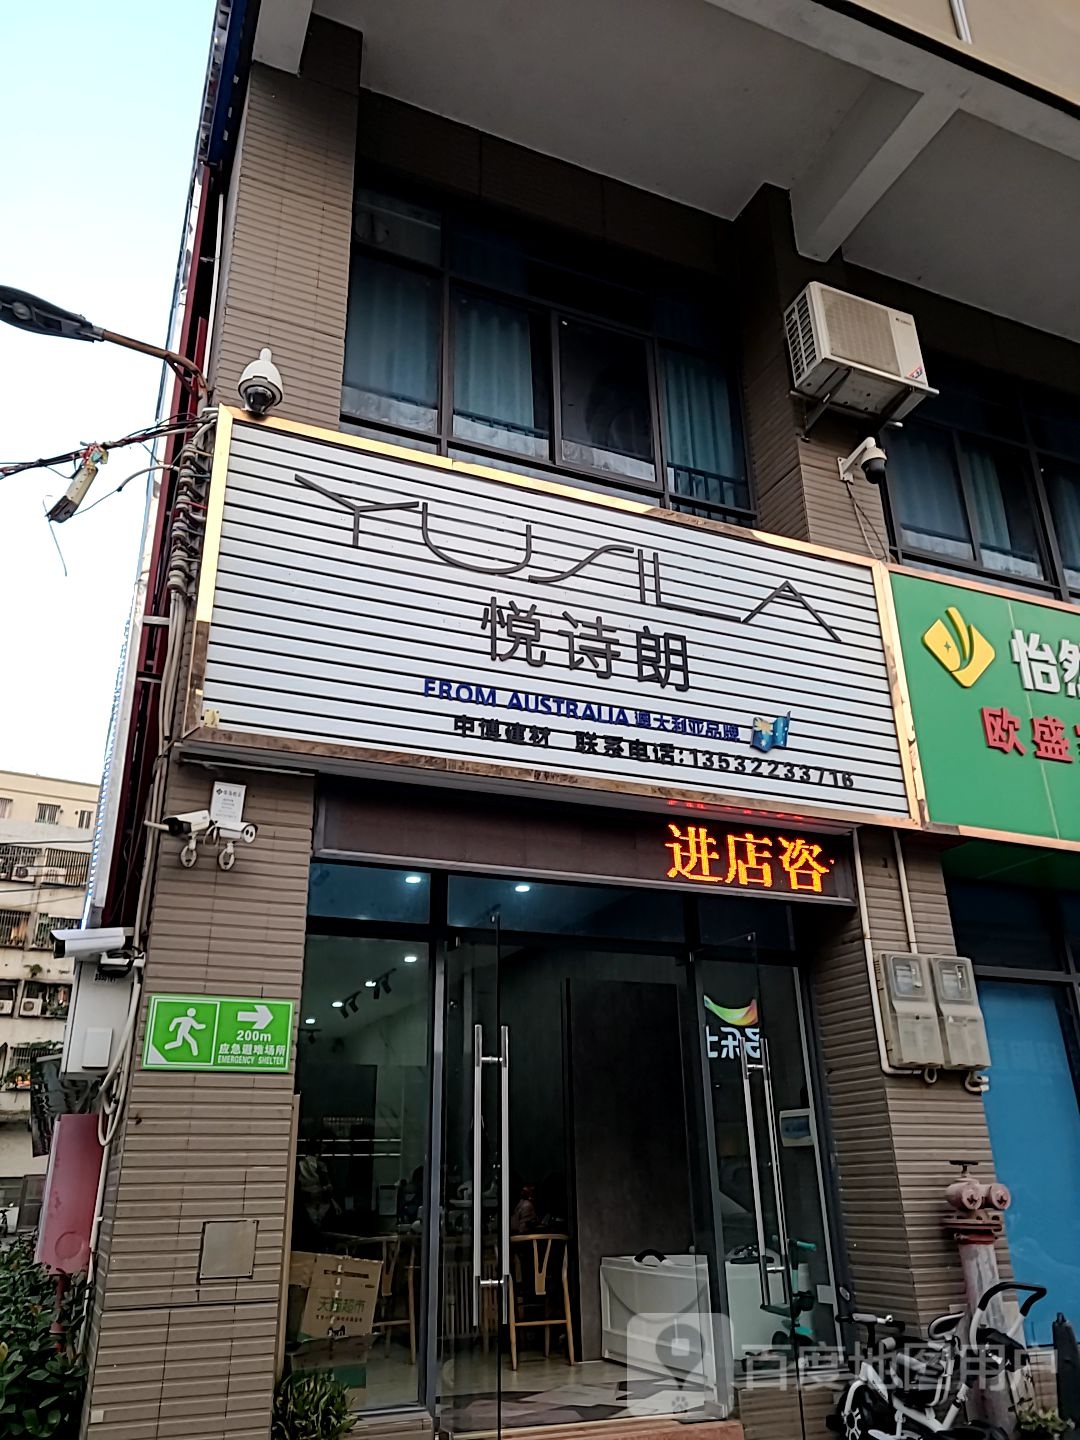 YUSILA
悦诗朗
FROM AUSTRALIA 澳大利亚品牌
申博建材 联系电话:13532233716
怡然
欧盛
进店咨
200m
应急避难场所
EMERGENCY SHELTER
百度地图用户